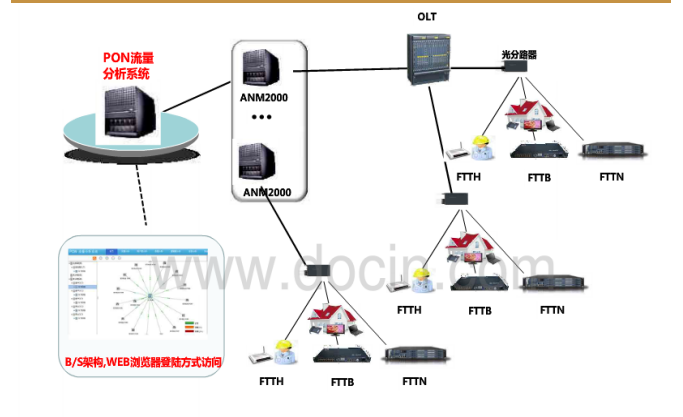 OLT
PON流量
分析系统
光分路器
ANM2000
•••
ANM2000
FTTH
FTTB
FTTN
FTTH
FTTB
FTTN
www.docin.com
B/S架构,WEB浏览器登陆方式访问
FTTH
FTTB
FTTN